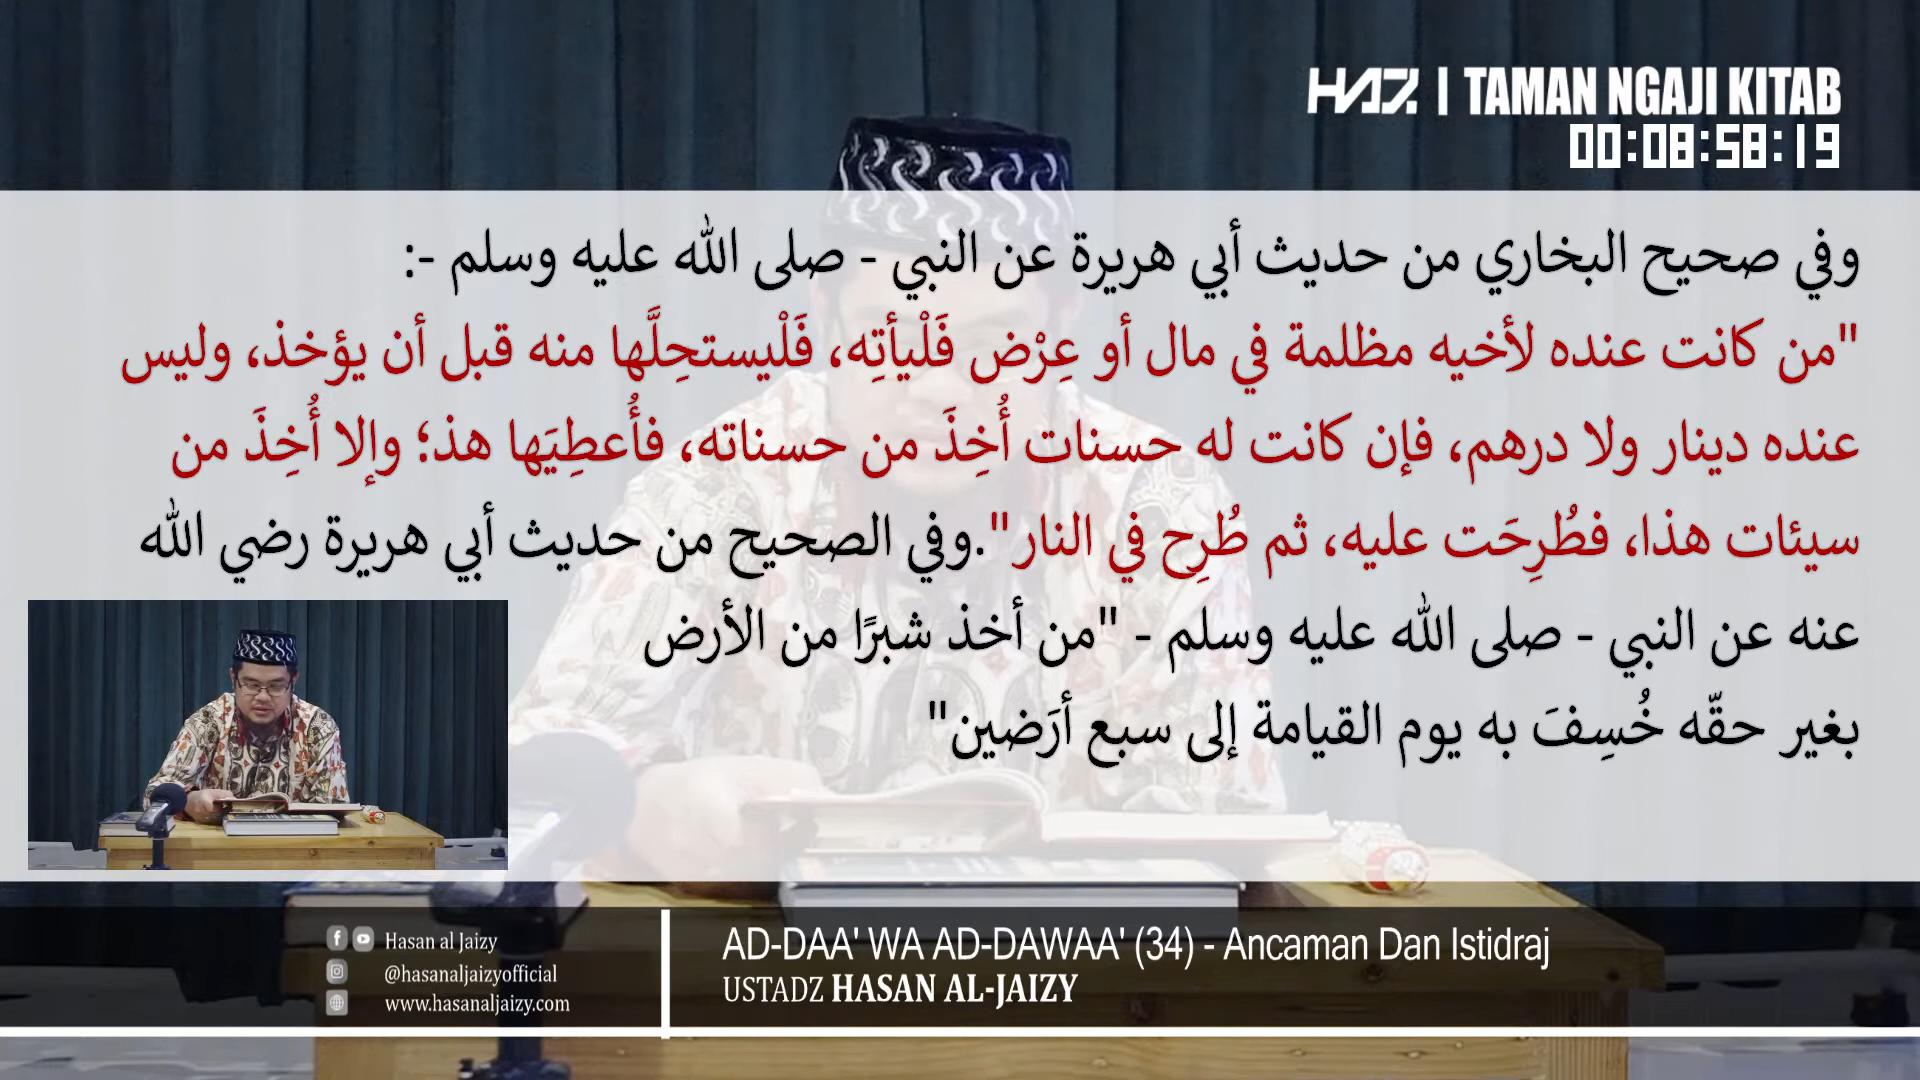 HAZI | TAMAN NGAJI KITAB
00:08:58:19
وفي صحيح البخاري من حديث أبي هريرة عن النبي - صلى الله عليه وسلم -:
"من كانت عنده لأخيه مظلمة في مال أو عِرْض فَلْيأتِه، فَلْيستحِلَّها منه قبل أن يؤخذ، وليس
عنده دينار ولا درهم، فإن كانت له حسنات أُخِذَ من حسناته، فأُعطِيَها هذ؛ وإلا أُخِذَ من
سيئات هذا، فطُرِحَت عليه، ثم طُرِح في النار".وفي الصحيح من حديث أبي هريرة رضي الله
عنه عن النبي - صلى الله عليه وسلم - "من أخذ شبرًا من الأرض
بغير حقّه خُسِفَ به يوم القيامة إلى سبع أرَضين"
Hasan al Jaizy
@hasanaljaizyofficial
www.hasanaljaizy.com
AD-DAA' WA AD-DAWAA' (34) - Ancaman Dan Istidraj
USTADZ HASAN AL-JAIZY